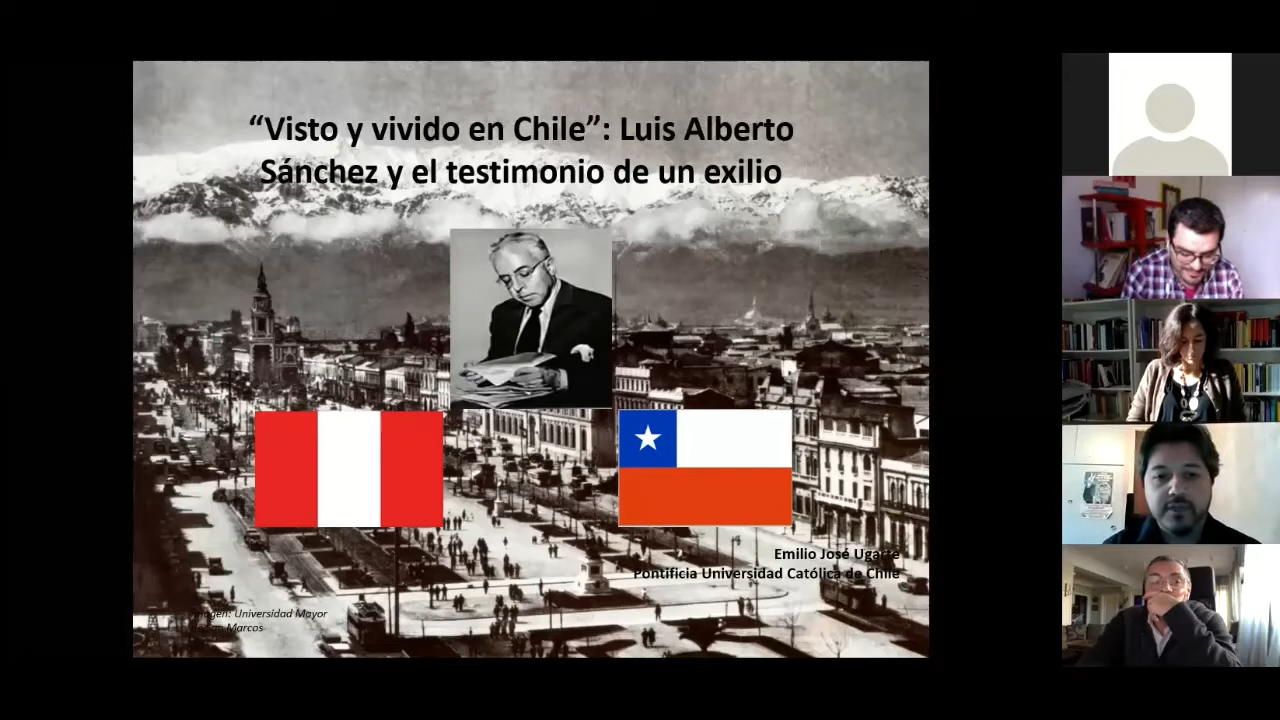 “Visto y vivido en Chile”: Luis Alberto
Sánchez y el testimonio de un exilio
Emilio José Ugarte
Pontificia Universidad Católica de Chile
Imagen: Universidad Mayor
Marcos